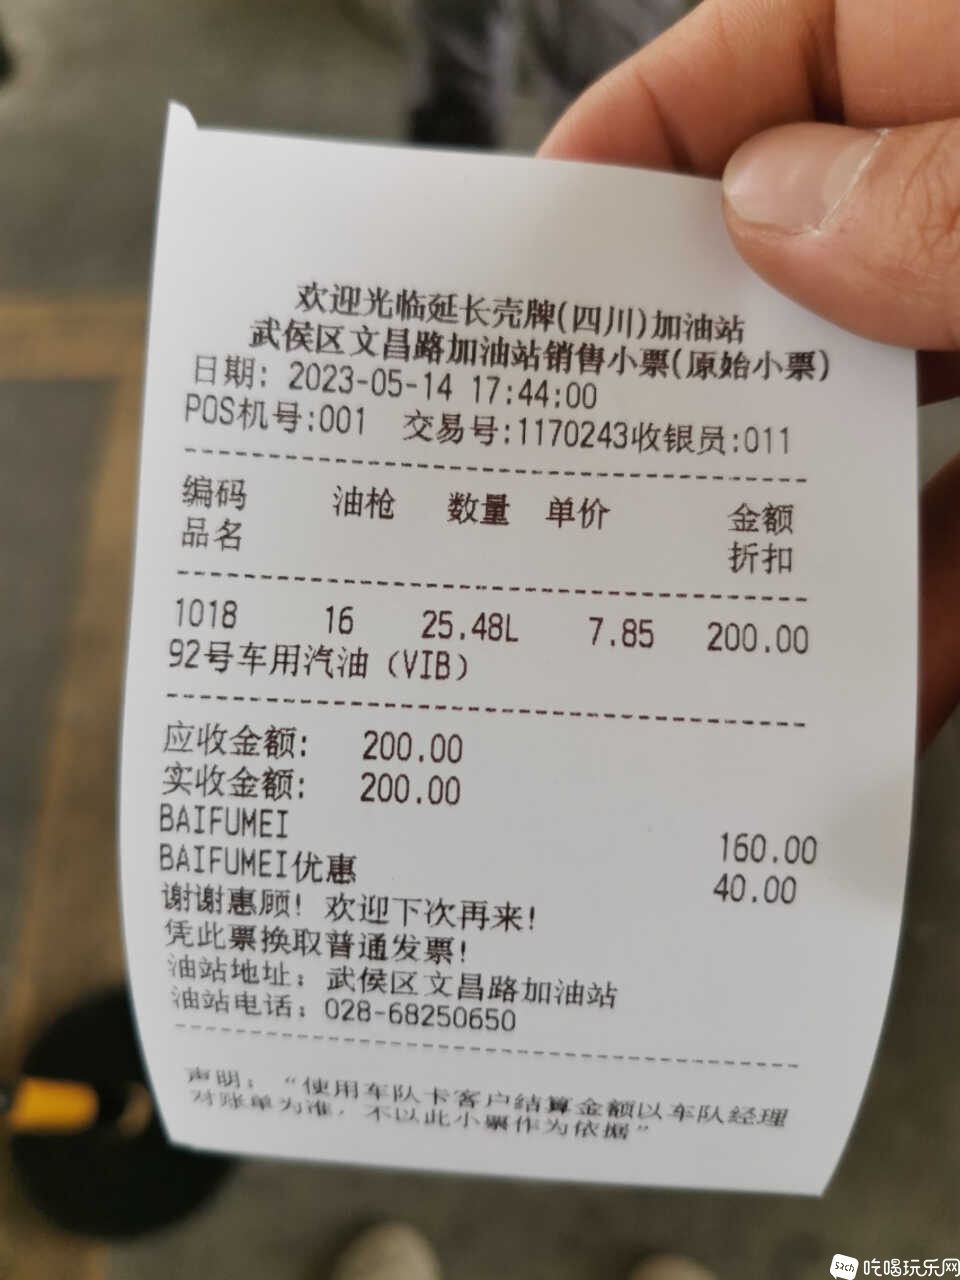 欢迎光临延长壳牌(四川)加油站
武侯区文昌路加油站销售小票(原始小票)
日期: 2023-05-14 17:44:00
POS机号:001 交易号:1170243收银员:011
编码 油枪 数量 单价 金额
品名 折扣
1018 16 25.48L 7.85 200.00
92号车用汽油（VIB）
应收金额: 200.00
实收金额: 200.00
BAIFUMEI 160.00
BAIFUMEI优惠 40.00
谢谢惠顾! 欢迎下次再来!
凭此票换取普通发票!
油站地址: 武侯区文昌路加油站
油站电话: 028-68250650
声明: “使用车队卡客户结算金额以车队经理
对账单为准，不以此小票作为依据”
52ch 吃喝玩乐网